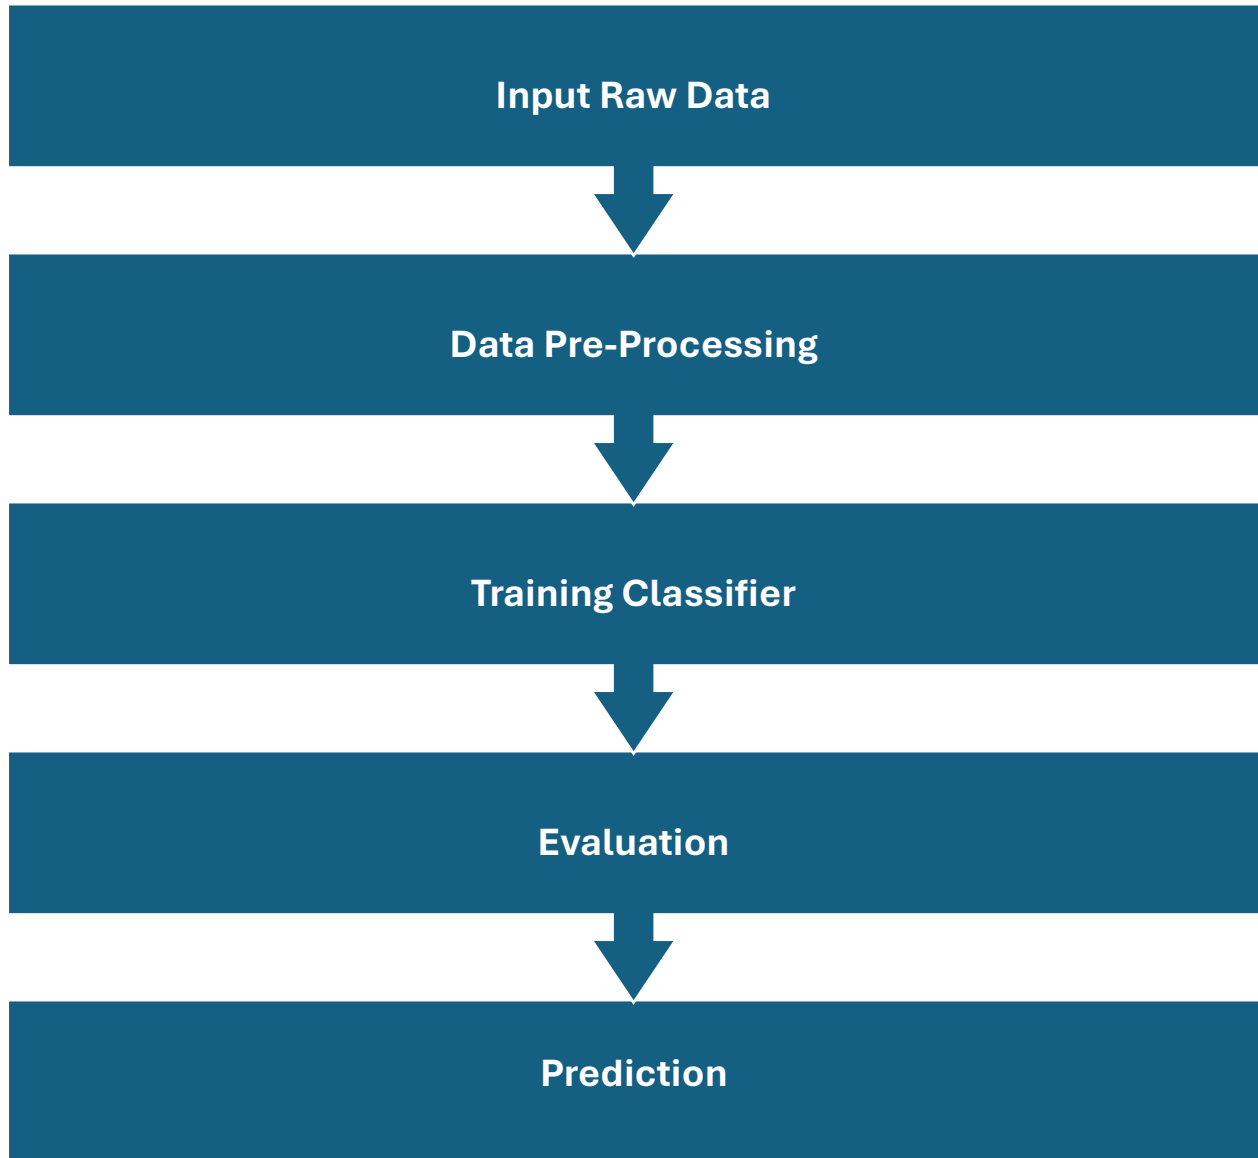 Input Raw Data
Data Pre-Processing
Training Classifier
Evaluation
Prediction